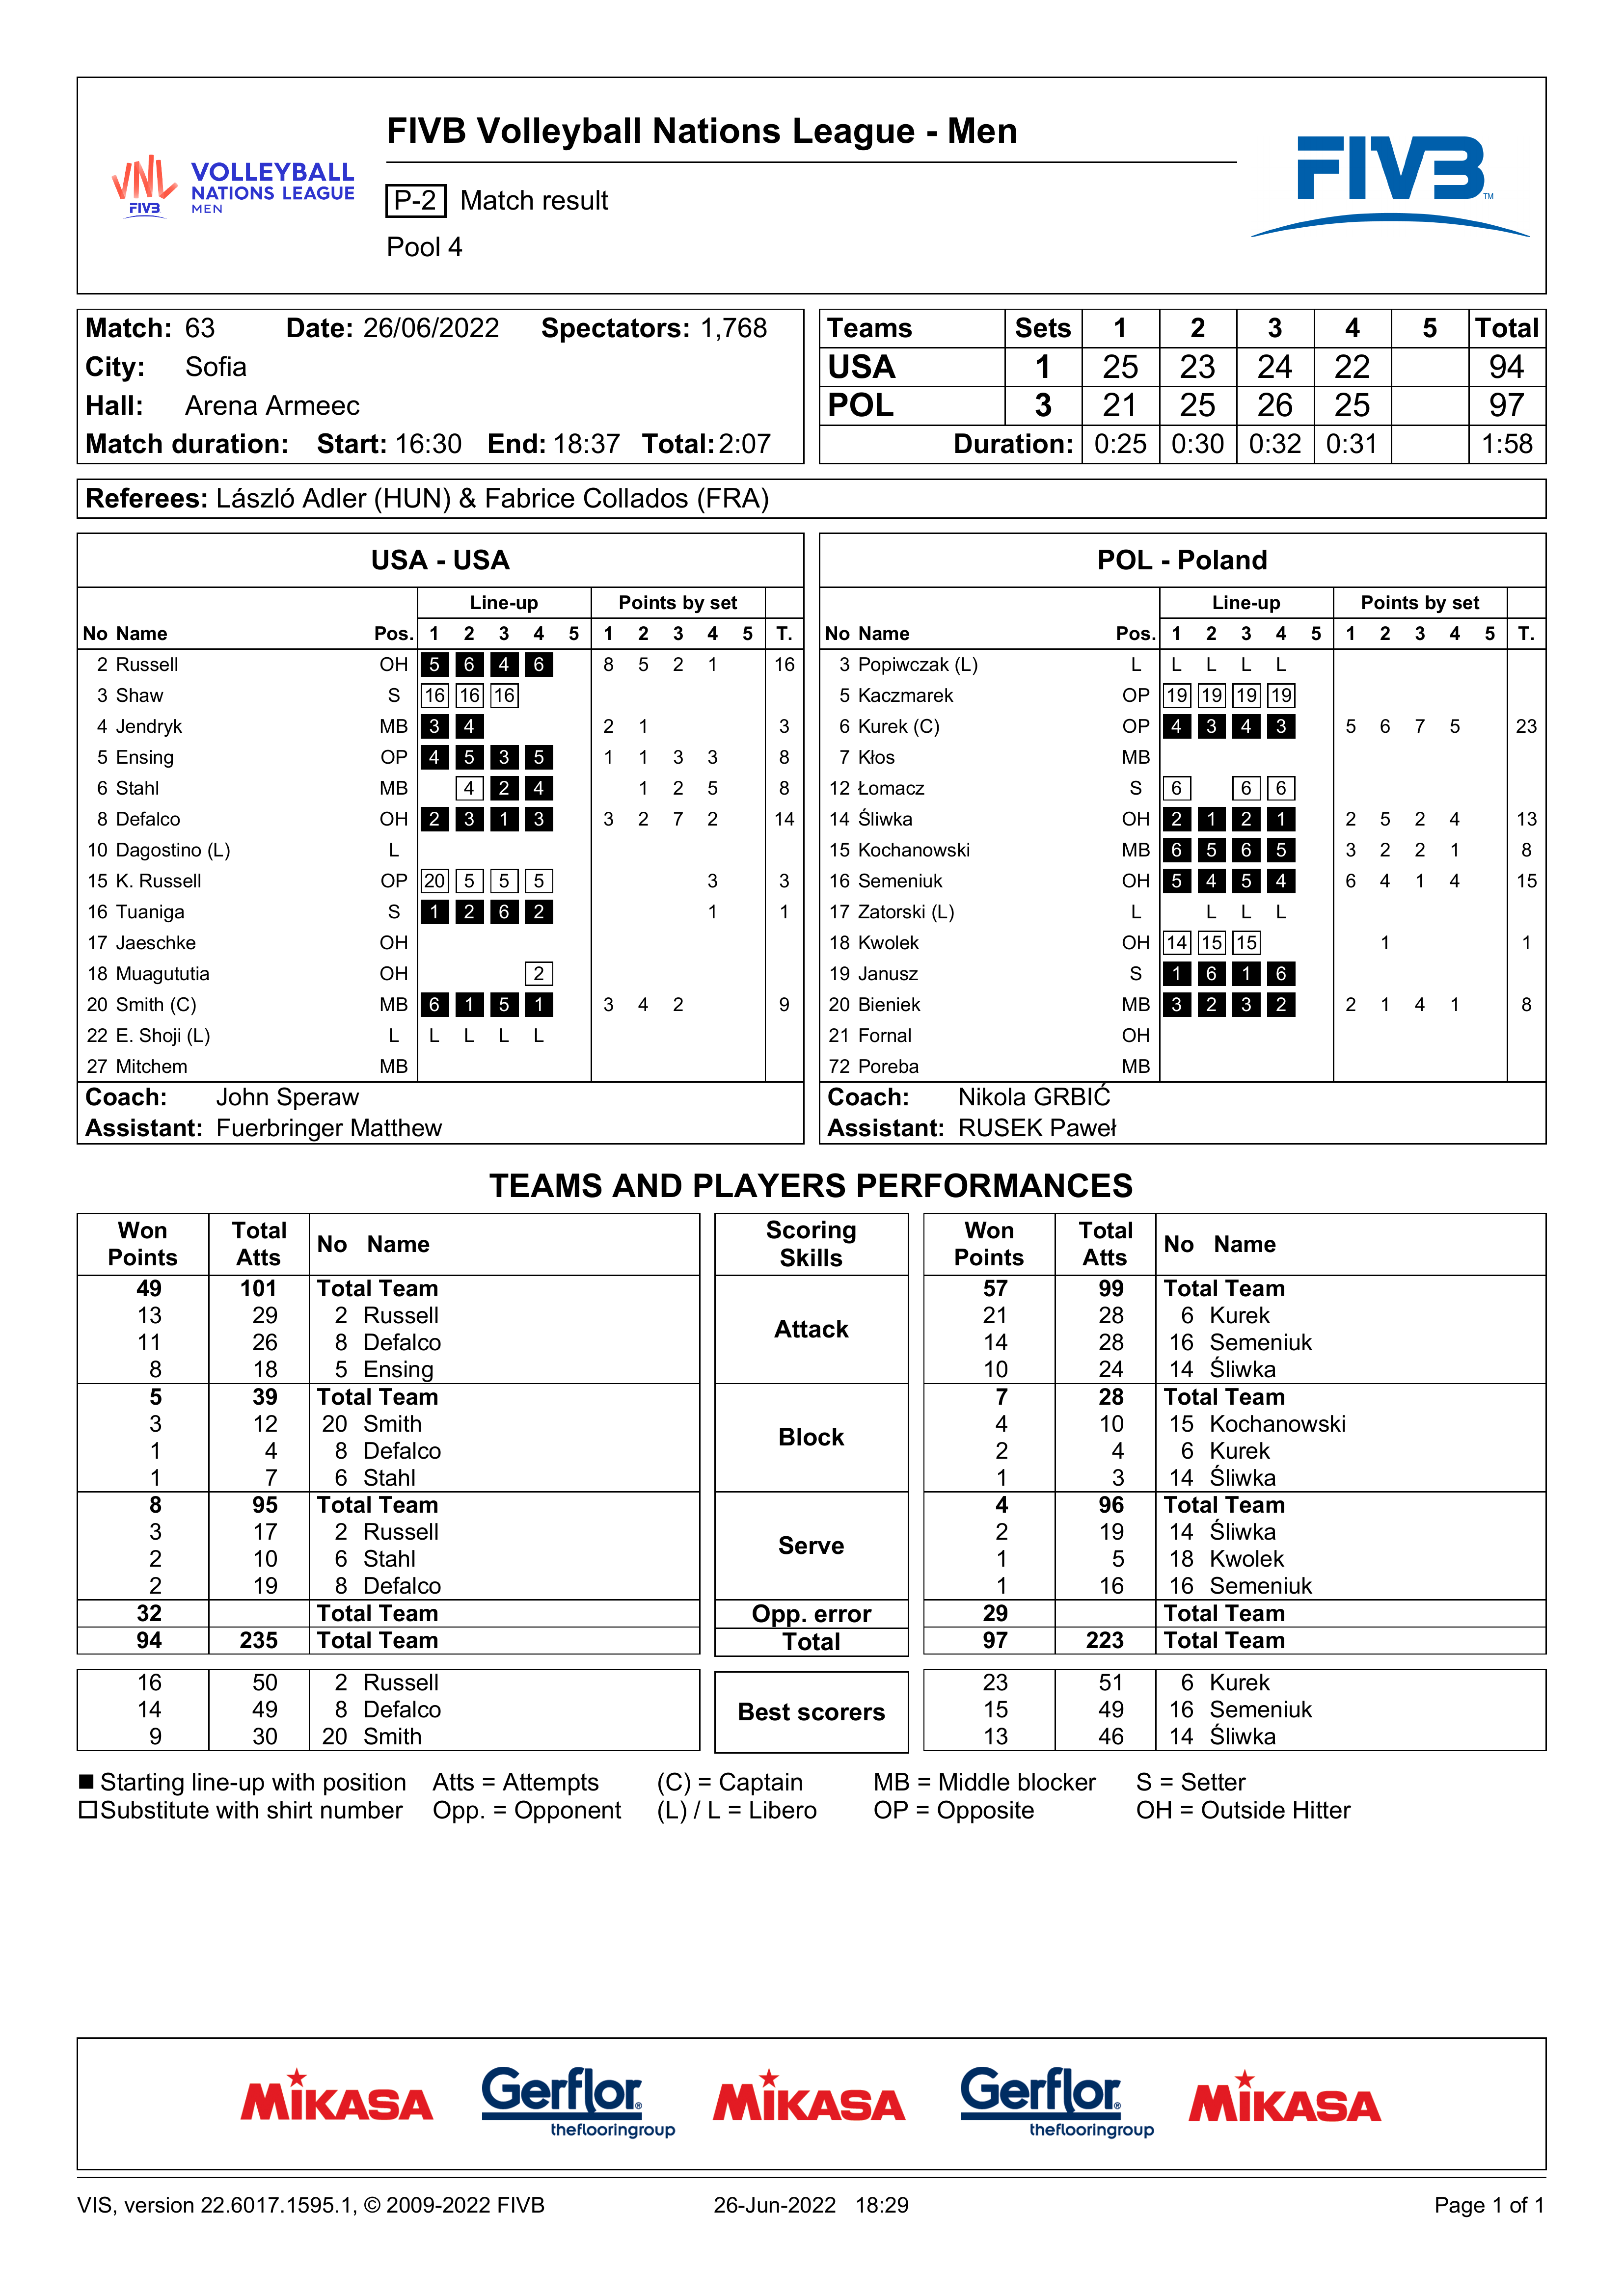 FIVB Volleyball Nations League - Men
VNL FIVB
VOLLEYBALL
NATIONS LEAGUE
MEN
P-2 Match result
Pool 4
FIVB TM
Match: 63 Date: 26/06/2022 Spectators: 1,768
City: Sofia
Hall: Arena Armeec
Match duration: Start: 16:30 End: 18:37 Total: 2:07
Teams Sets 1 2 3 4 5 Total
USA 1 25 23 24 22 94
POL 3 21 25 26 25 97
Duration: 0:25 0:30 0:32 0:31 1:58
Referees: László Adler (HUN) & Fabrice Collados (FRA)
USA - USA
Line-up Points by set
No Name Pos. 1 2 3 4 5 1 2 3 4 5 T.
2 Russell OH 5 6 4 6 8 5 2 1 16
3 Shaw S 16 16 16
4 Jendryk MB 3 4 2 1 3
5 Ensing OP 4 5 3 5 1 1 3 3 8
6 Stahl MB 4 2 4 1 2 5 8
8 Defalco OH 2 3 1 3 3 2 7 2 14
10 Dagostino (L) L
15 K. Russell OP 20 5 5 5 3 3
16 Tuaniga S 1 2 6 2 1 1
17 Jaeschke OH
18 Muagututia OH 2
20 Smith (C) MB 6 1 5 1 3 4 2 9
22 E. Shoji (L) L L L L L
27 Mitchem MB
Coach: John Speraw
Assistant: Fuerbringer Matthew
POL - Poland
Line-up Points by set
No Name Pos. 1 2 3 4 5 1 2 3 4 5 T.
3 Popiwczak (L) L L L L L
5 Kaczmarek OP 19 19 19 19
6 Kurek (C) OP 4 3 4 3 5 6 7 5 23
7 Kłos MB
12 Łomacz S 6 6 6
14 Śliwka OH 2 1 2 1 2 5 2 4 13
15 Kochanowski MB 6 5 6 5 3 2 2 1 8
16 Semeniuk OH 5 4 5 4 6 4 1 4 15
17 Zatorski (L) L L L L
18 Kwolek OH 14 15 15 1 1
19 Janusz S 1 6 1 6
20 Bieniek MB 3 2 3 2 2 1 4 1 8
21 Fornal OH
72 Poreba MB
Coach: Nikola GRBIĆ
Assistant: RUSEK Paweł
TEAMS AND PLAYERS PERFORMANCES
Won Points Total Atts No Name Scoring Skills Won Points Total Atts No Name
49 101 Total Team Attack 57 99 Total Team
13 29 2 Russell 21 28 6 Kurek
11 26 8 Defalco 14 28 16 Semeniuk
8 18 5 Ensing 10 24 14 Śliwka
5 39 Total Team Block 7 28 Total Team
3 12 20 Smith 4 10 15 Kochanowski
1 4 8 Defalco 2 4 6 Kurek
1 7 6 Stahl 1 3 14 Śliwka
8 95 Total Team Serve 4 96 Total Team
3 17 2 Russell 2 19 14 Śliwka
2 10 6 Stahl 1 5 18 Kwolek
2 19 8 Defalco 1 16 16 Semeniuk
32 Total Team Opp. error 29 Total Team
94 235 Total Team Total 97 223 Total Team
16 50 2 Russell Best scorers 23 51 6 Kurek
14 49 8 Defalco 15 49 16 Semeniuk
9 30 20 Smith 13 46 14 Śliwka
Starting line-up with position Atts = Attempts (C) = Captain MB = Middle blocker S = Setter
Substitute with shirt number Opp. = Opponent (L) / L = Libero OP = Opposite OH = Outside Hitter
MIKASA Gerflor® theflooringgroup MIKASA Gerflor® theflooringgroup MIKASA
VIS, version 22.6017.1595.1, © 2009-2022 FIVB 26-Jun-2022 18:29 Page 1 of 1